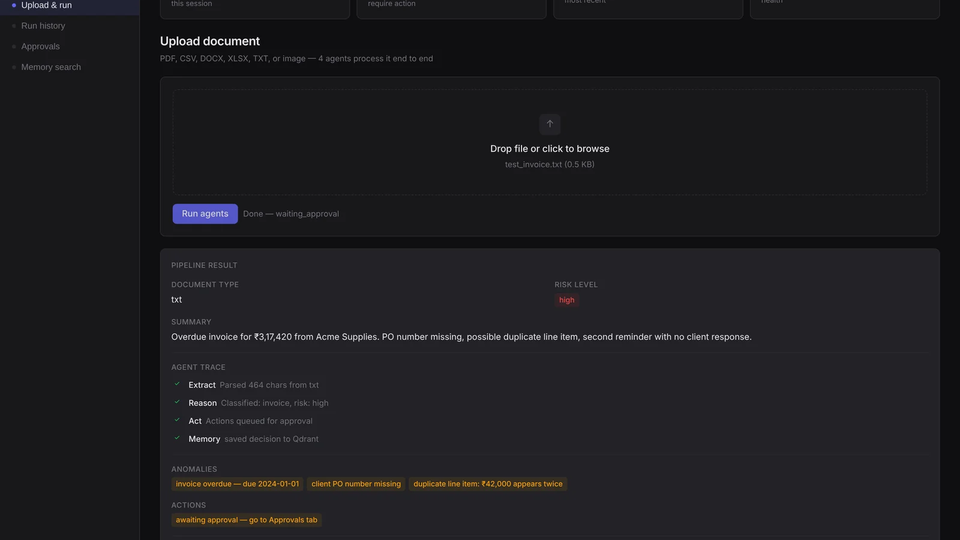 Upload & run
Run history
Approvals
Memory search
this session
require action
most recent
health
Upload document
PDF, CSV, DOCX, XLSX, TXT, or image — 4 agents process it end to end
↑
Drop file or click to browse
test_invoice.txt (0.5 KB)
Run agents Done — waiting_approval
PIPELINE RESULT
DOCUMENT TYPE
txt
RISK LEVEL
high
SUMMARY
Overdue invoice for ₹3,17,420 from Acme Supplies. PO number missing, possible duplicate line item, second reminder with no client response.
AGENT TRACE
✓ Extract Parsed 464 chars from txt
✓ Reason Classified: invoice, risk: high
✓ Act Actions queued for approval
✓ Memory saved decision to Qdrant
ANOMALIES
invoice overdue — due 2024-01-01 client PO number missing duplicate line item: ₹42,000 appears twice
ACTIONS
awaiting approval — go to Approvals tab